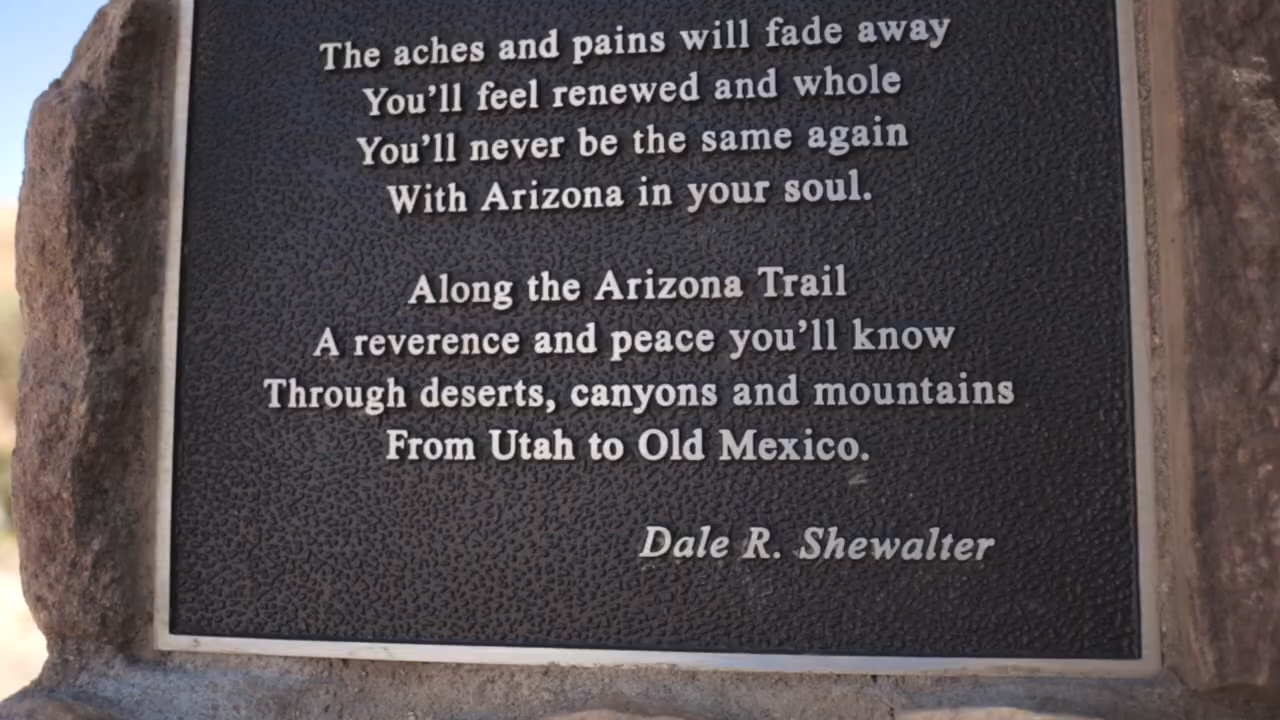 The aches and pains will fade away
You'll feel renewed and whole
You'll never be the same again
With Arizona in your soul.
Along the Arizona Trail
A reverence and peace you'll know
Through deserts, canyons and mountains
From Utah to Old Mexico.
Dale R. Shewalter